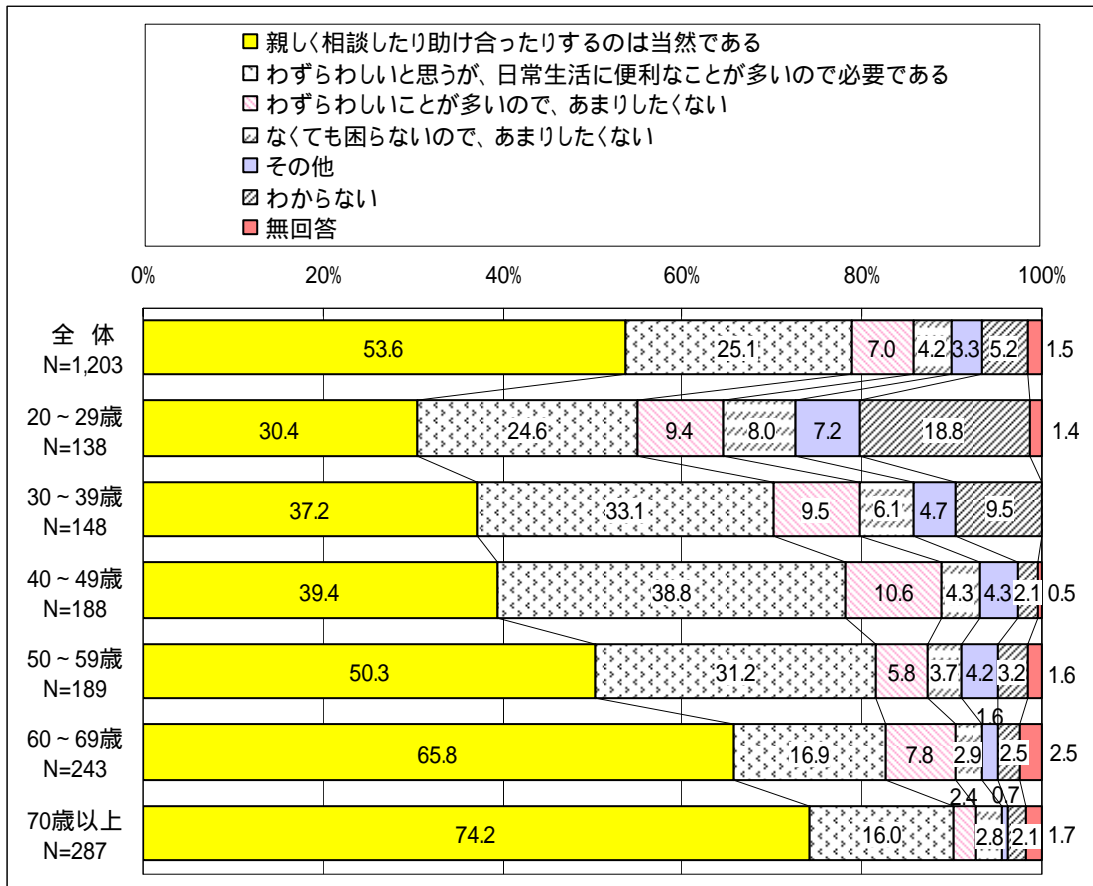 親しく相談したり助け合ったりするのは当然である
わずらわしいと思うが、日常生活に便利なことが多いので必要である
わずらわしいことが多いので、あまりしたくない
なくても困らないので、あまりしたくない
その他
わからない
無回答
0% 20% 40% 60% 80% 100%
全 体
N=1,203
53.6 25.1 7.0 4.2 3.3 5.2 1.5
20~29歳
N=138
30.4 24.6 9.4 8.0 7.2 18.8 1.4
30~39歳
N=148
37.2 33.1 9.5 6.1 4.7 9.5
40~49歳
N=188
39.4 38.8 10.6 4.3 4.3 2.1 0.5
50~59歳
N=189
50.3 31.2 5.8 3.7 4.2 3.2 1.6
60~69歳
N=243
65.8 16.9 7.8 2.9 1.6 2.5 2.5
70歳以上
N=287
74.2 16.0 2.4 2.8 0.7 2.1 1.7